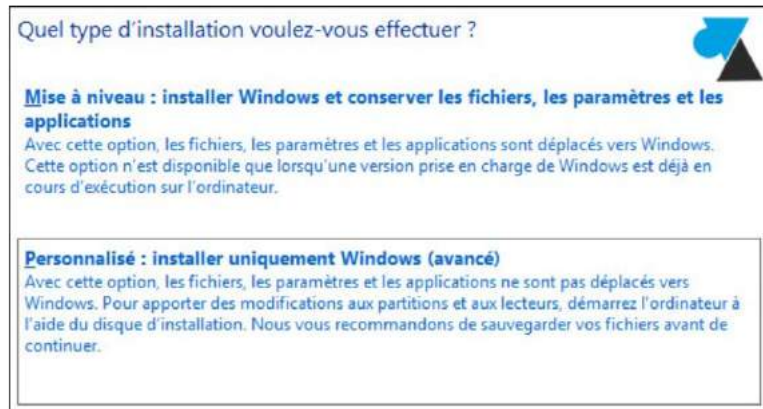 Quel type d'installation voulez-vous effectuer ?
Mise à niveau : installer Windows et conserver les fichiers, les paramètres et les
applications
Avec cette option, les fichiers, les paramètres et les applications sont déplacés vers Windows.
Cette option n'est disponible que lorsqu'une version prise en charge de Windows est déjà en
cours d'exécution sur l'ordinateur.
Personnalisé : installer uniquement Windows (avancé)
Avec cette option, les fichiers, les paramètres et les applications ne sont pas déplacés vers
Windows. Pour apporter des modifications aux partitions et aux lecteurs, démarrez l'ordinateur à
l'aide du disque d'installation. Nous vous recommandons de sauvegarder vos fichiers avant de
continuer.